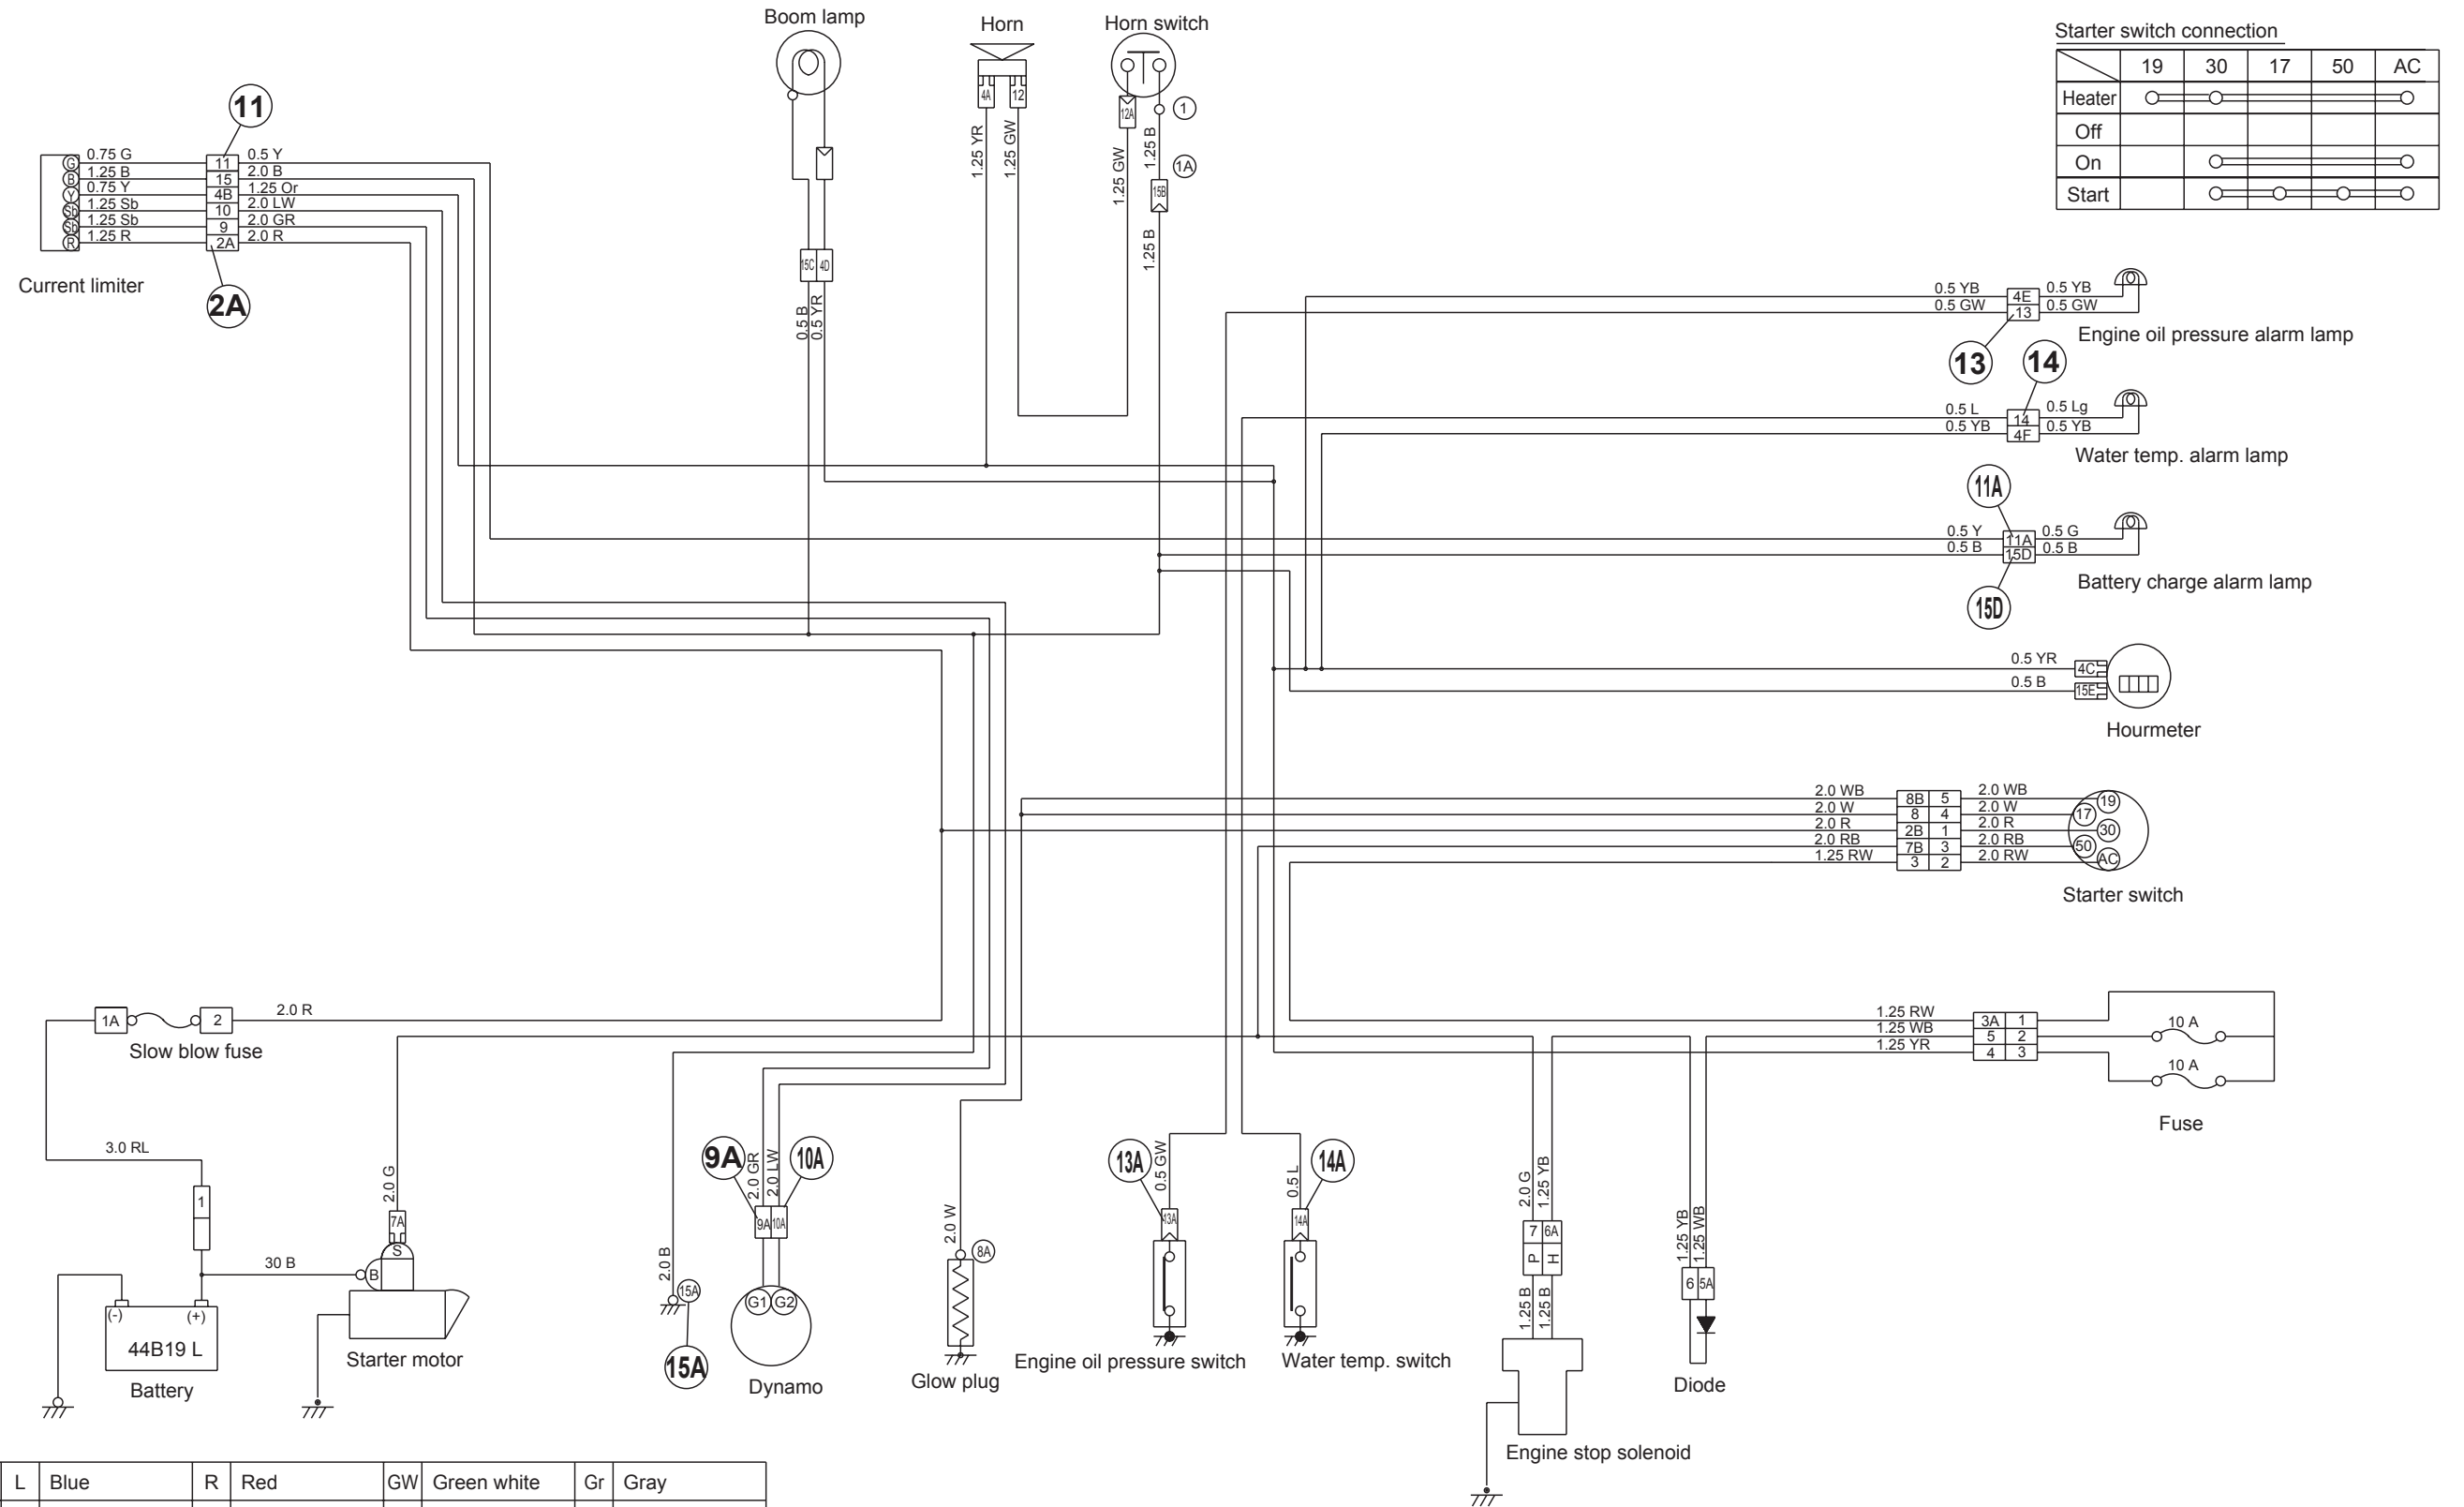 Boom lamp
Horn
Horn switch
4A
12
12A
1
1A
15B
1.25 YR
1.25 GW
1.25 GW
1.25 B
1.25 B
Starter switch connection
19 30 17 50 AC
Heater
Off
On
Start
11
G 0.75 G 11 0.5 Y
B 1.25 B 15 2.0 B
Y 0.75 Y 4B 1.25 Or
Sb 1.25 Sb 10 2.0 LW
Sb 1.25 Sb 9 2.0 GR
R 1.25 R 2A 2.0 R
Current limiter
2A
15C 4D
0.5 B
0.5 YR
0.5 YB 4E 0.5 YB
0.5 GW 13 0.5 GW
Engine oil pressure alarm lamp
13
14
0.5 L 14 0.5 Lg
0.5 YB 4F 0.5 YB
Water temp. alarm lamp
11A
0.5 Y 11A 0.5 G
0.5 B 15D 0.5 B
Battery charge alarm lamp
15D
0.5 YR 4C
0.5 B 15E
Hourmeter
2.0 WB 8B 5 2.0 WB 19
2.0 W 8 4 2.0 W 17
2.0 R 2B 1 2.0 R 30
2.0 RB 7B 3 2.0 RB 50
1.25 RW 3 2 2.0 RW AC
Starter switch
1A 2 2.0 R
Slow blow fuse
1.25 RW 3A 1
1.25 WB 5 2
1.25 YR 4 3
10 A
10 A
Fuse
3.0 RL
1
2.0 G
7A
S
B
30 B
(-) (+)
44B19 L
Battery
Starter motor
2.0 B
15A
15A
9A
10A
2.0 GR
2.0 LW
9A 10A
G1 G2
Dynamo
2.0 W
8A
Glow plug
13A
0.5 GW
13A
Engine oil pressure switch
0.5 L
14A
14A
Water temp. switch
2.0 G
1.25 YB
7 6A
P H
1.25 B
1.25 B
Engine stop solenoid
1.25 YB
1.25 WB
6 5A
Diode
L Blue R Red GW Green white Gr Gray